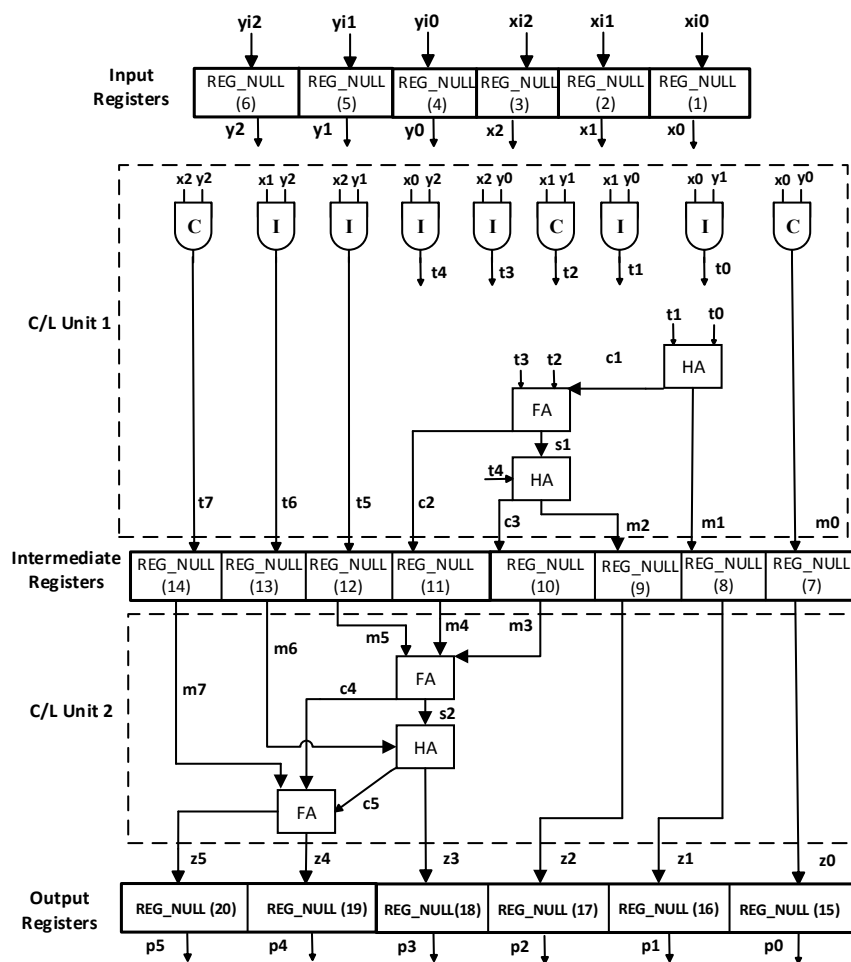 yi2 yi1 yi0 xi2 xi1 xi0
Input
Registers
REG_NULL
(6)
REG_NULL
(5)
REG_NULL
(4)
REG_NULL
(3)
REG_NULL
(2)
REG_NULL
(1)
y2 y1 y0 x2 x1 x0
x2 y2 x1 y2 x2 y1 x0 y2 x2 y0 x1 y1 x1 y0 x0 y1 x0 y0
C I I I I C I I C
t4 t3 t2 t1 t0
C/L Unit 1
t1 t0
HA
c1
t3 t2
FA
s1
t4
HA
t7 t6 t5 c2 c3 m2 m1 m0
Intermediate
Registers
REG_NULL
(14)
REG_NULL
(13)
REG_NULL
(12)
REG_NULL
(11)
REG_NULL
(10)
REG_NULL
(9)
REG_NULL
(8)
REG_NULL
(7)
m7 m6 m5 m4 m3
C/L Unit 2
FA
c4
s2
HA
c5
FA
z5 z4 z3 z2 z1 z0
Output
Registers
REG_NULL (20) REG_NULL (19) REG_NULL(18) REG_NULL (17) REG_NULL (16) REG_NULL (15)
p5 p4 p3 p2 p1 p0